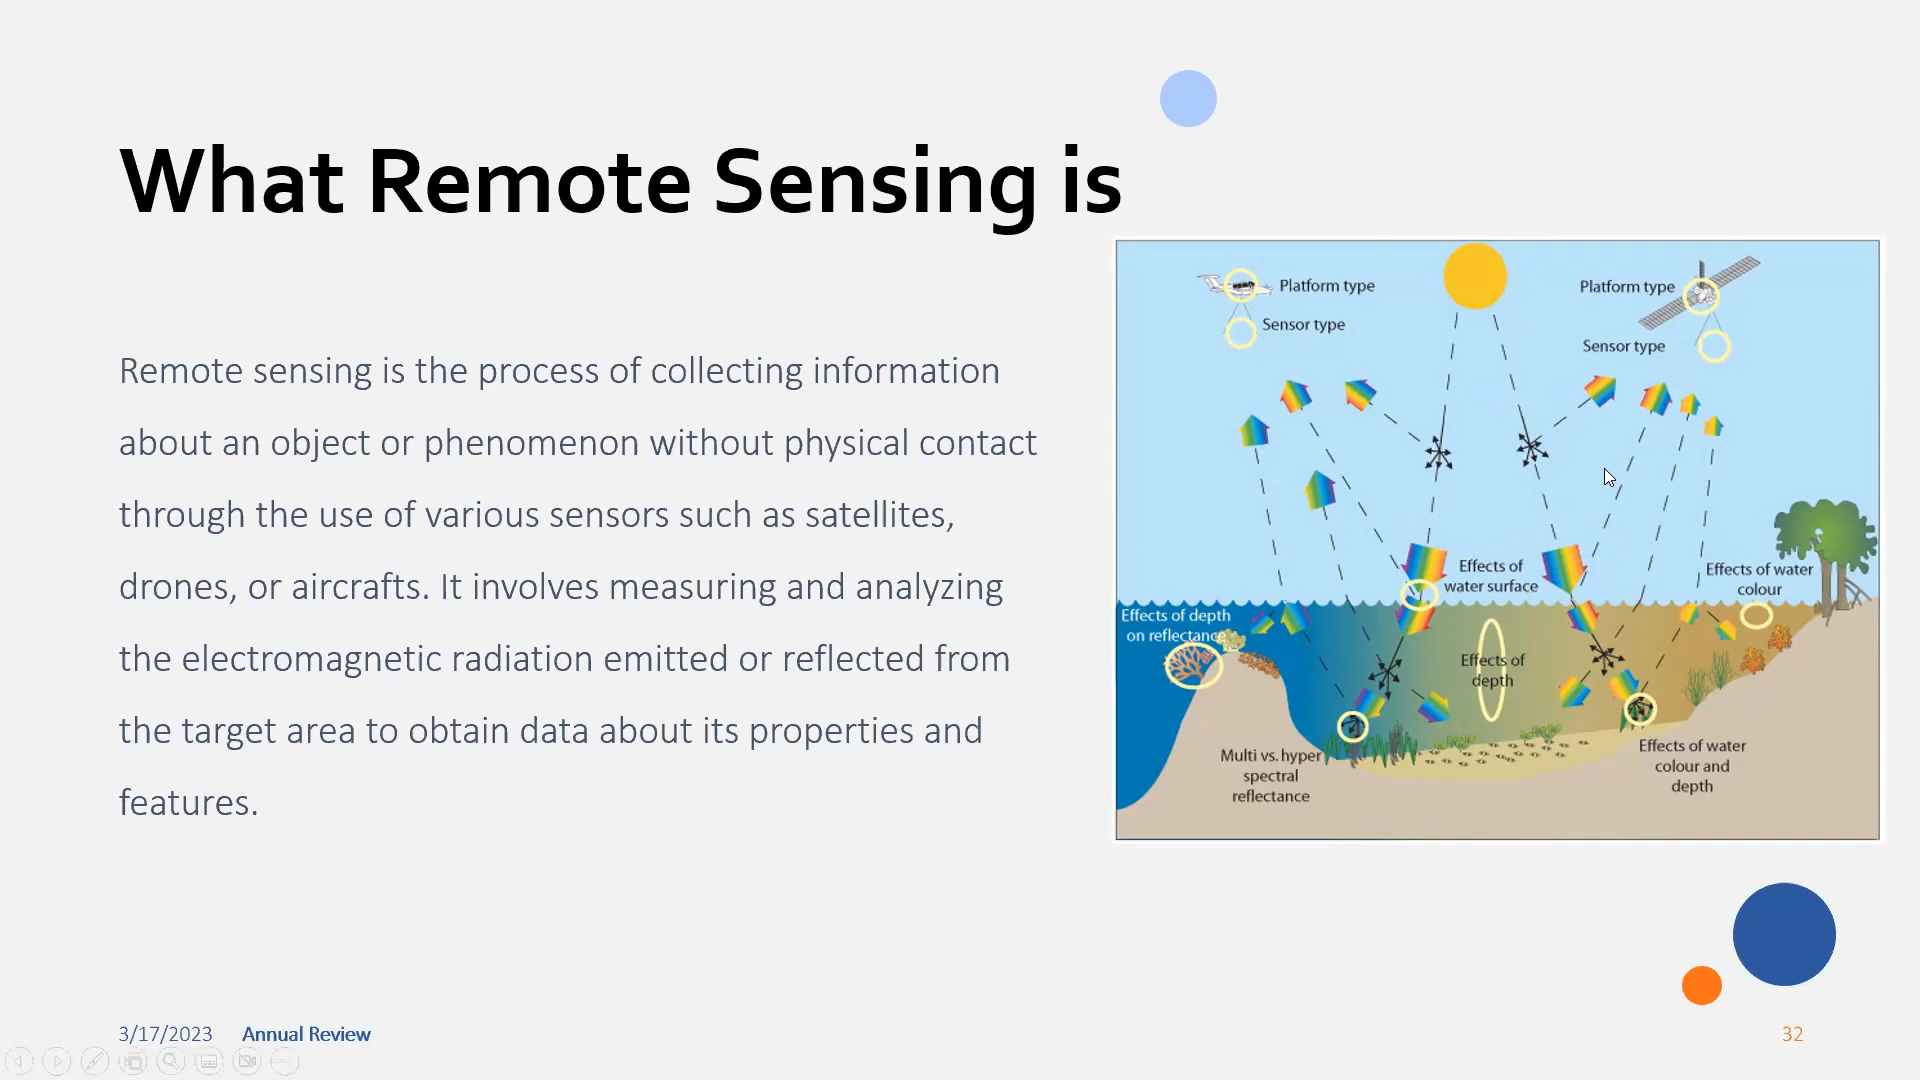 What Remote Sensing is
Remote sensing is the process of collecting information
about an object or phenomenon without physical contact
through the use of various sensors such as satellites,
drones, or aircrafts. It involves measuring and analyzing
the electromagnetic radiation emitted or reflected from
the target area to obtain data about its properties and
features.
Platform type
Sensor type
Platform type
Sensor type
Effects of
water surface
Effects of water
colour
Effects of depth
on reflectance
Effects of
depth
Multi vs. hyper
spectral
reflectance
Effects of water
colour and
depth
3/17/2023 Annual Review
32